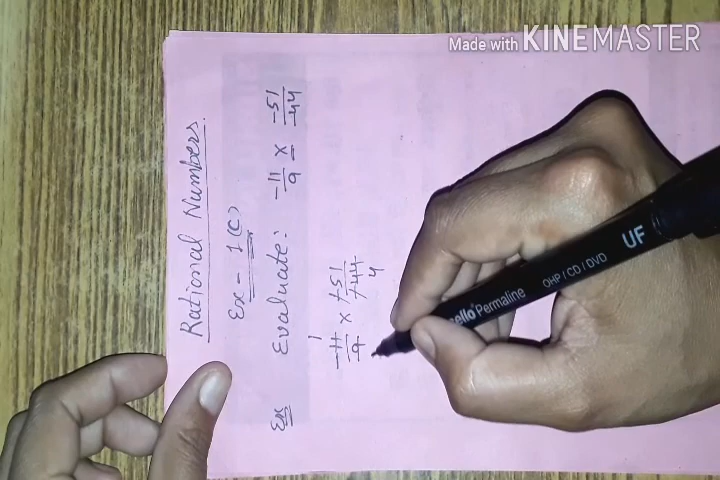 Made with KINEMASTER
Rational Numbers.
Ex - 1(C)
Ex Evaluate: -11/9 × -51/-44
-11/9 × -51/-44
1
4
Cello Permaline OHP / CD / DVD UF